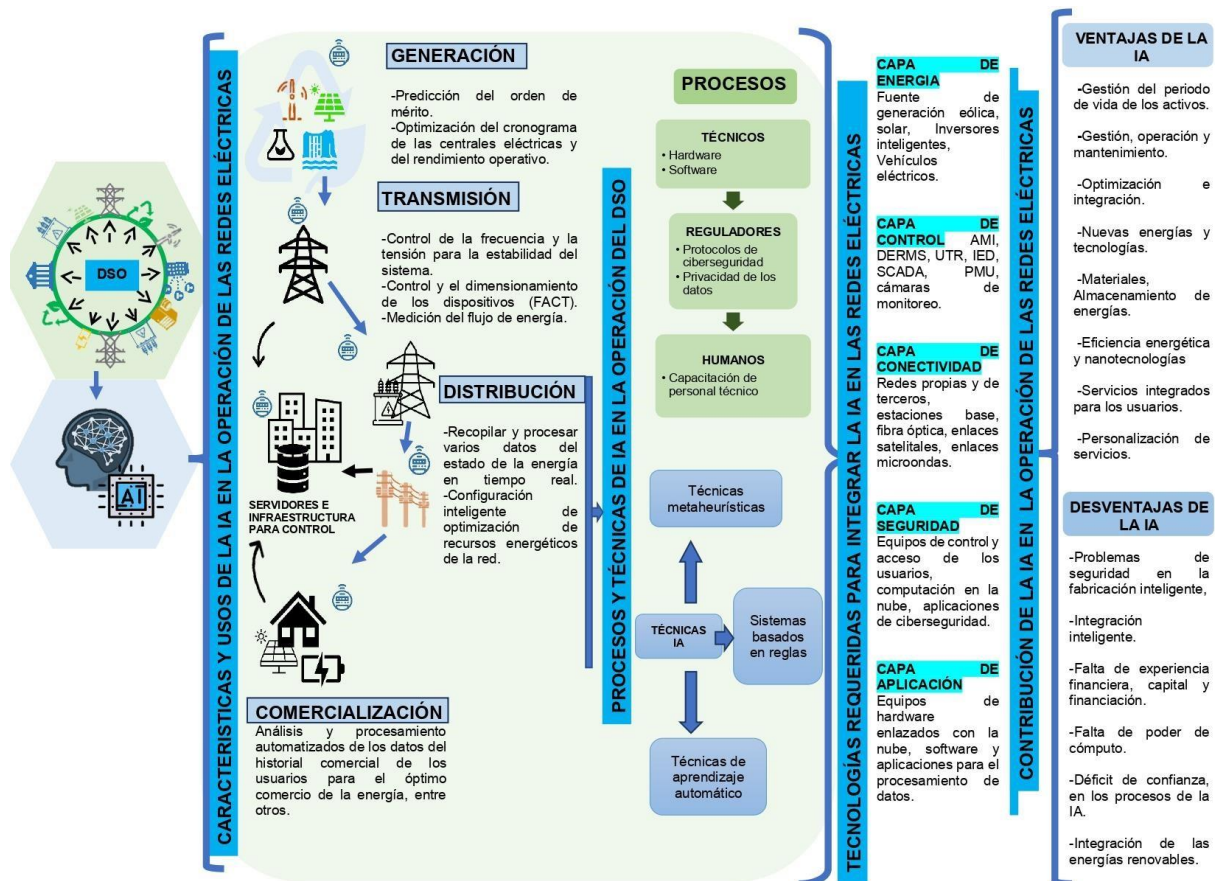 DSO
AI
CARACTERISTICAS Y USOS DE LA IA EN LA OPERACIÓN DE LAS REDES ELÉCTRICAS
GENERACIÓN
-Predicción del orden de
mérito.
-Optimización del cronograma
de las centrales eléctricas y
del rendimiento operativo.
TRANSMISIÓN
-Control de la frecuencia y la
tensión para la estabilidad del
sistema.
-Control y el dimensionamiento
de los dispositivos (FACT).
-Medición del flujo de energía.
DISTRIBUCIÓN
-Recopilar y procesar
varios datos del
estado de la energía
en tiempo real.
-Configuración
inteligente de
optimización de
recursos energéticos
de la red.
SERVIDORES E
INFRAESTRUCTURA
PARA CONTROL
COMERCIALIZACIÓN
Análisis y procesamiento
automatizados de los datos del
historial comercial de los
usuarios para el óptimo
comercio de la energía, entre
otros.
PROCESOS Y TÉCNICAS DE IA EN LA OPERACIÓN DEL DSO
PROCESOS
TÉCNICOS
• Hardware
• Software
REGULADORES
• Protocolos de
ciberseguridad
• Privacidad de los
datos
HUMANOS
• Capacitación de
personal técnico
Técnicas
metaheurísticas
TÉCNICAS
IA
Sistemas
basados
en reglas
Técnicas de
aprendizaje
automático
TECNOLOGÍAS REQUERIDAS PARA INTEGRAR LA IA EN LAS REDES ELÉCTRICAS
CAPA DE
ENERGIA
Fuente de
generación eólica,
solar, Inversores
inteligentes,
Vehículos
eléctricos.
CAPA DE
CONTROL AMI,
DERMS, UTR, IED,
SCADA, PMU,
cámaras de
monitoreo.
CAPA DE
CONECTIVIDAD
Redes propias y de
terceros,
estaciones base,
fibra óptica, enlaces
satelitales, enlaces
microondas.
CAPA DE
SEGURIDAD
Equipos de control y
acceso de los
usuarios,
computación en la
nube, aplicaciones
de ciberseguridad.
CAPA DE
APLICACIÓN
Equipos de
hardware
enlazados con la
nube, software y
aplicaciones para el
procesamiento de
datos.
CONTRIBUCIÓN DE LA IA EN LA OPERACIÓN DE LAS REDES ELÉCTRICAS
VENTAJAS DE LA
IA
-Gestión del periodo
de vida de los activos.
-Gestión, operación y
mantenimiento.
-Optimización e
integración.
-Nuevas energías y
tecnologías.
-Materiales,
Almacenamiento de
energías.
-Eficiencia energética
y nanotecnologías
-Servicios integrados
para los usuarios.
-Personalización de
servicios.
DESVENTAJAS DE
LA IA
-Problemas de
seguridad en la
fabricación inteligente,
-Integración
inteligente.
-Falta de experiencia
financiera, capital y
financiación.
-Falta de poder de
cómputo.
-Déficit de confianza,
en los procesos de la
IA.
-Integración de las
energías renovables.